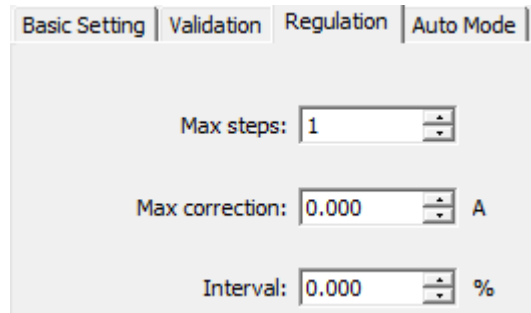 Basic Setting Validation Regulation Auto Mode
Max steps: 1
Max correction: 0.000 A
Interval: 0.000 %